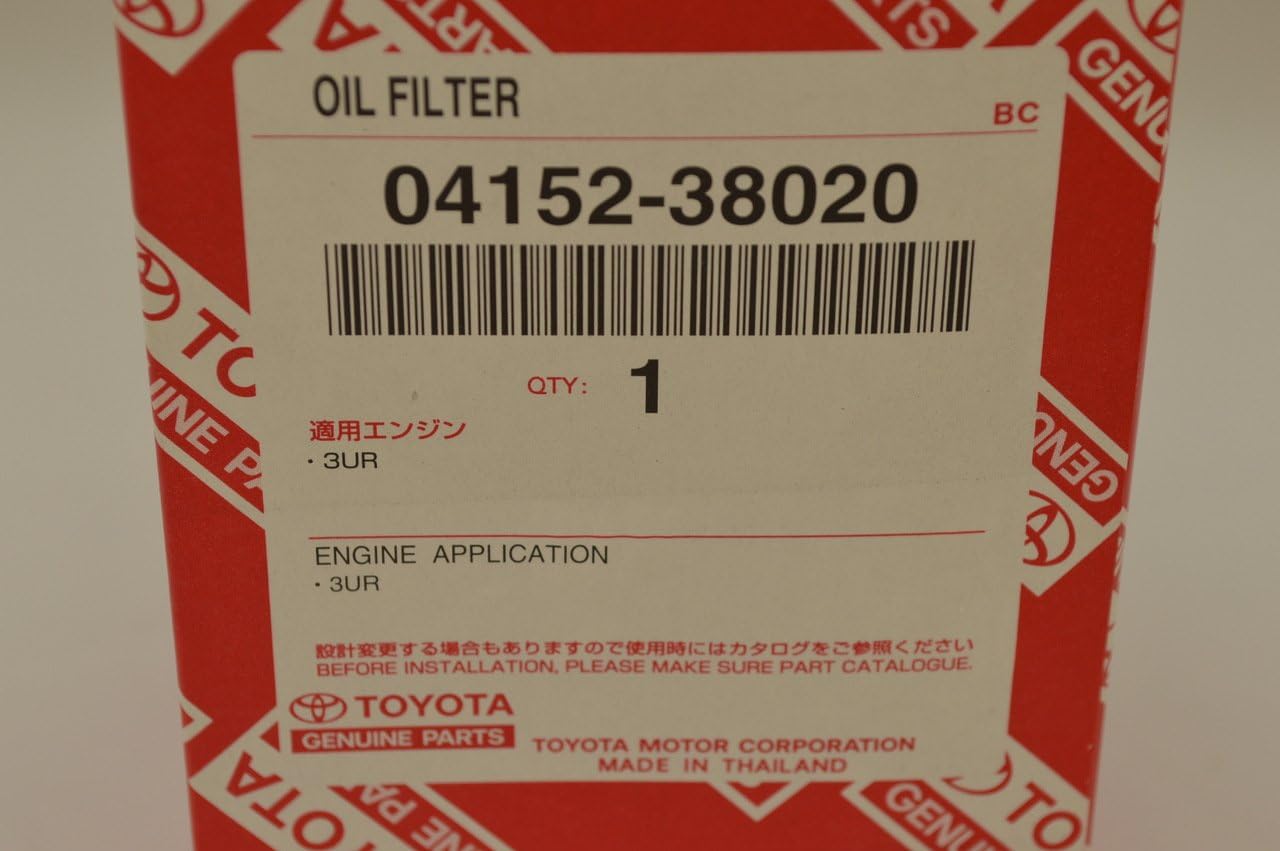 OIL FILTER
BC
04152-38020
QTY: 1
適用エンジン
・3UR
ENGINE APPLICATION
・3UR
設計変更する場合もありますので使用時にはカタログをご参照ください
BEFORE INSTALLATION, PLEASE MAKE SURE PART CATALOGUE.
TOYOTA
GENUINE PARTS
TOYOTA MOTOR CORPORATION
MADE IN THAILAND